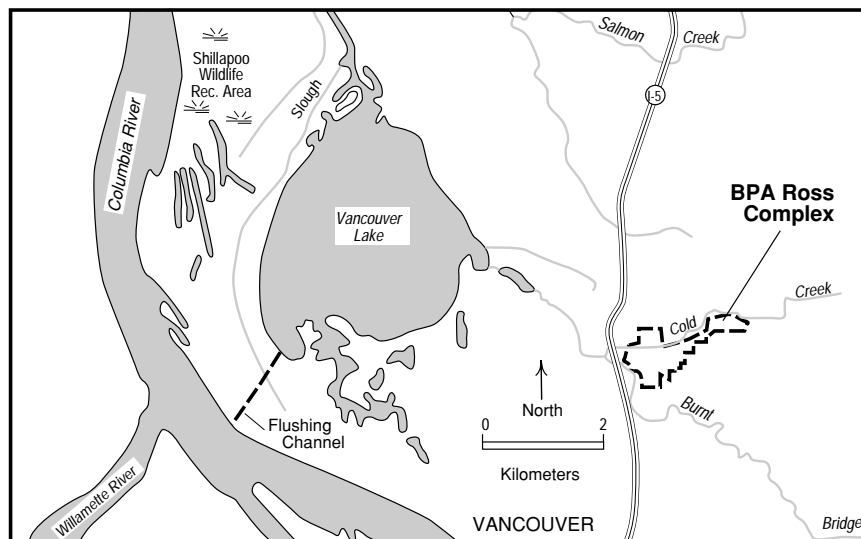 Salmon
Creek
Shillapoo
Wildlife
Rec. Area
Slough
I-5
Columbia River
BPA Ross
Complex
Vancouver
Lake
Creek
Cold
North
0 2
Kilometers
Burnt
Flushing
Channel
Willamette River
VANCOUVER
Bridge